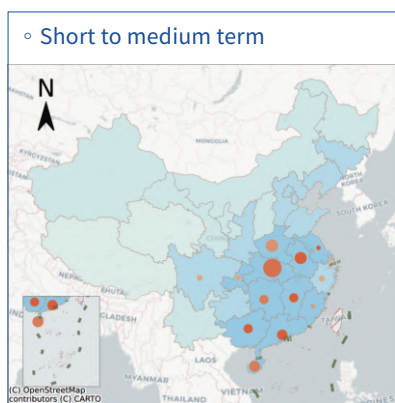 ◦ Short to medium term
N
MONGOLIA
KYRGYZSTAN
NORTH
KOREA
SOUTH KOREA
CHINA
NEPAL
BHUTAN
LAOS
MYANMAR
THAILAND
VIETNAM
(C) OpenStreetMap
contributors (C) CARTO